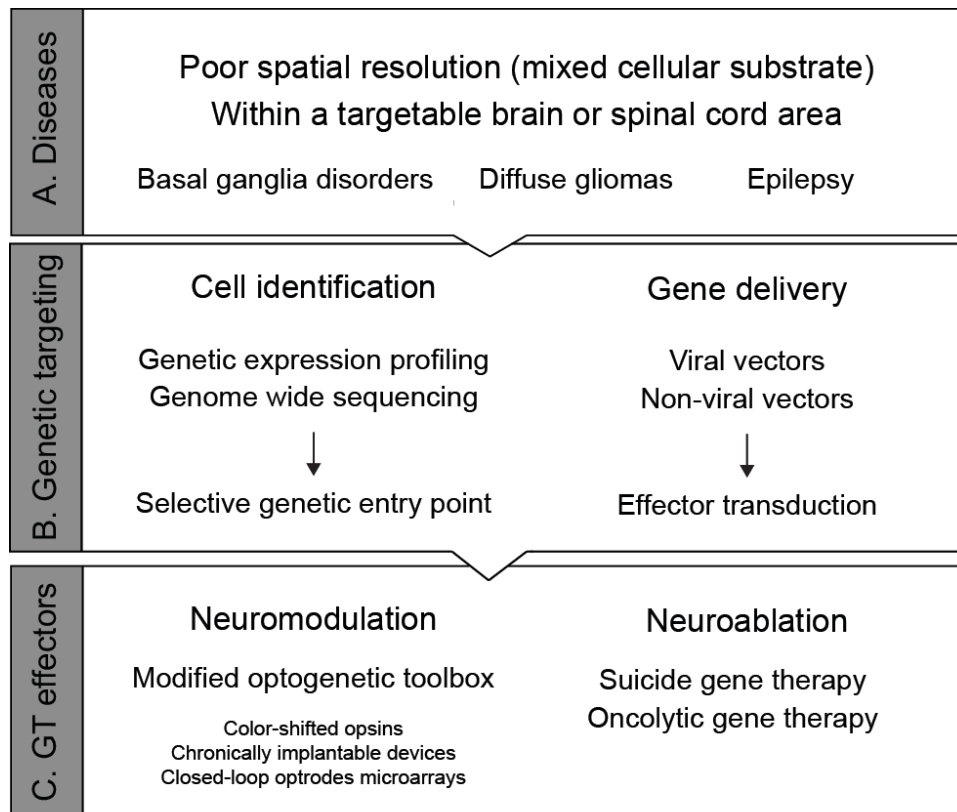 A. Diseases
Poor spatial resolution (mixed cellular substrate)
Within a targetable brain or spinal cord area
Basal ganglia disorders
Diffuse gliomas
Epilepsy
B. Genetic targeting
Cell identification
Genetic expression profiling
Genome wide sequencing
Selective genetic entry point
Gene delivery
Viral vectors
Non-viral vectors
Effector transduction
C. GT effectors
Neuromodulation
Modified optogenetic toolbox
Color-shifted opsins
Chronically implantable devices
Closed-loop optrodes microarrays
Neuroablation
Suicide gene therapy
Oncolytic gene therapy